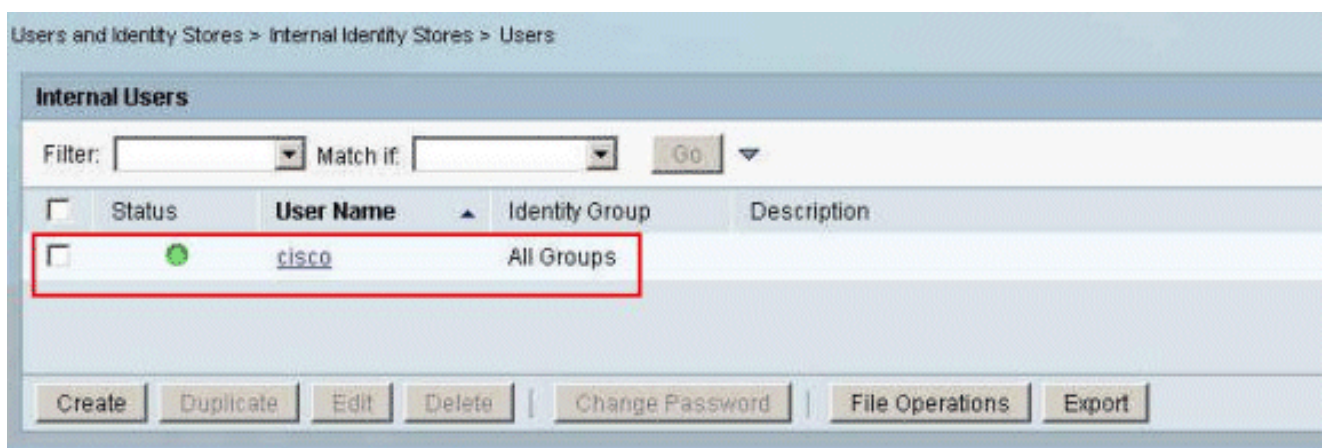 Users and Identity Stores > Internal Identity Stores > Users
Internal Users
Filter: Match if: Go
Status User Name Identity Group Description
cisco All Groups
Create Duplicate Edit Delete | Change Password | File Operations Export